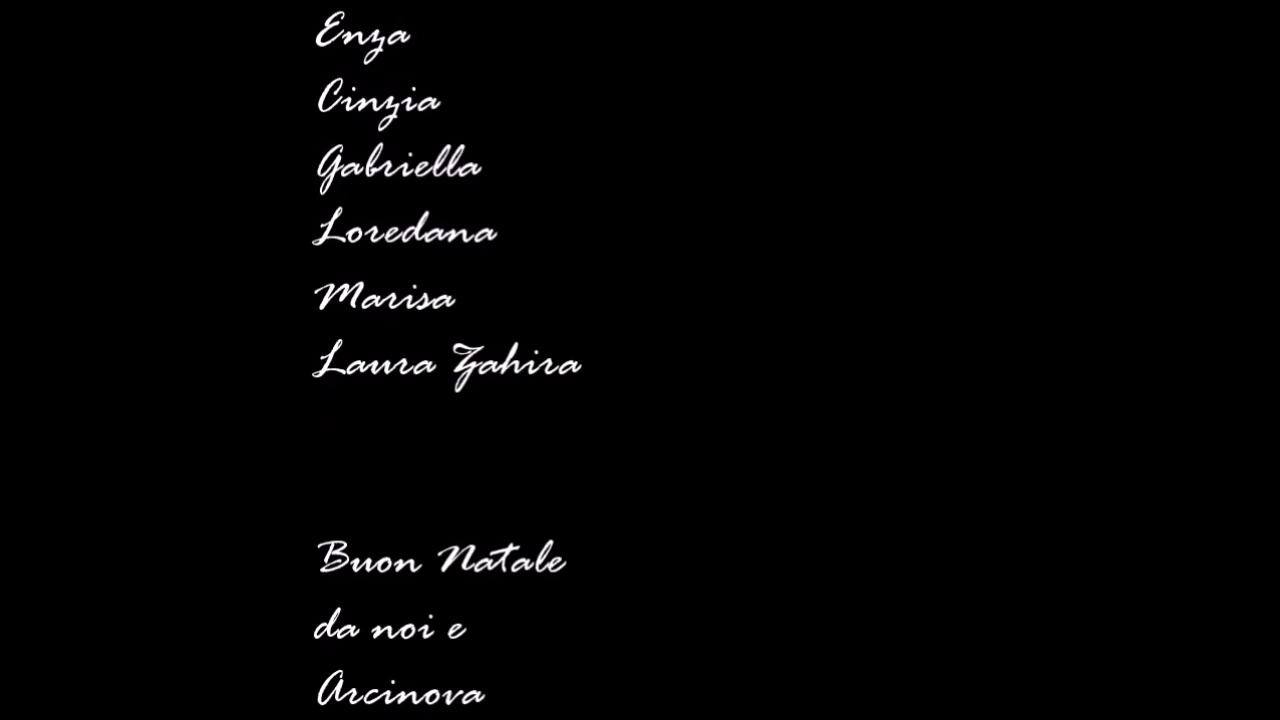 Enza
Cinzia
Gabriella
Loredana
Marisa
Laura Zahira
Buon Natale
da noi e
Arcinova